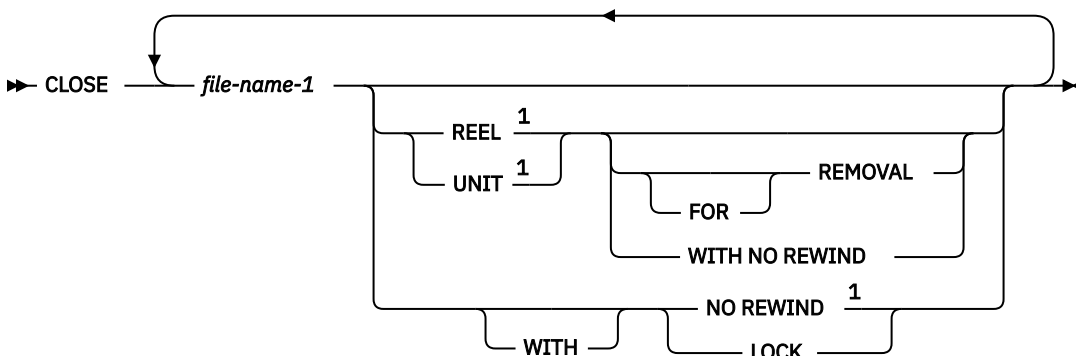 CLOSE file-name-1
REEL 1
UNIT 1
REMOVAL
FOR
WITH NO REWIND
NO REWIND 1
WITH
LOCK